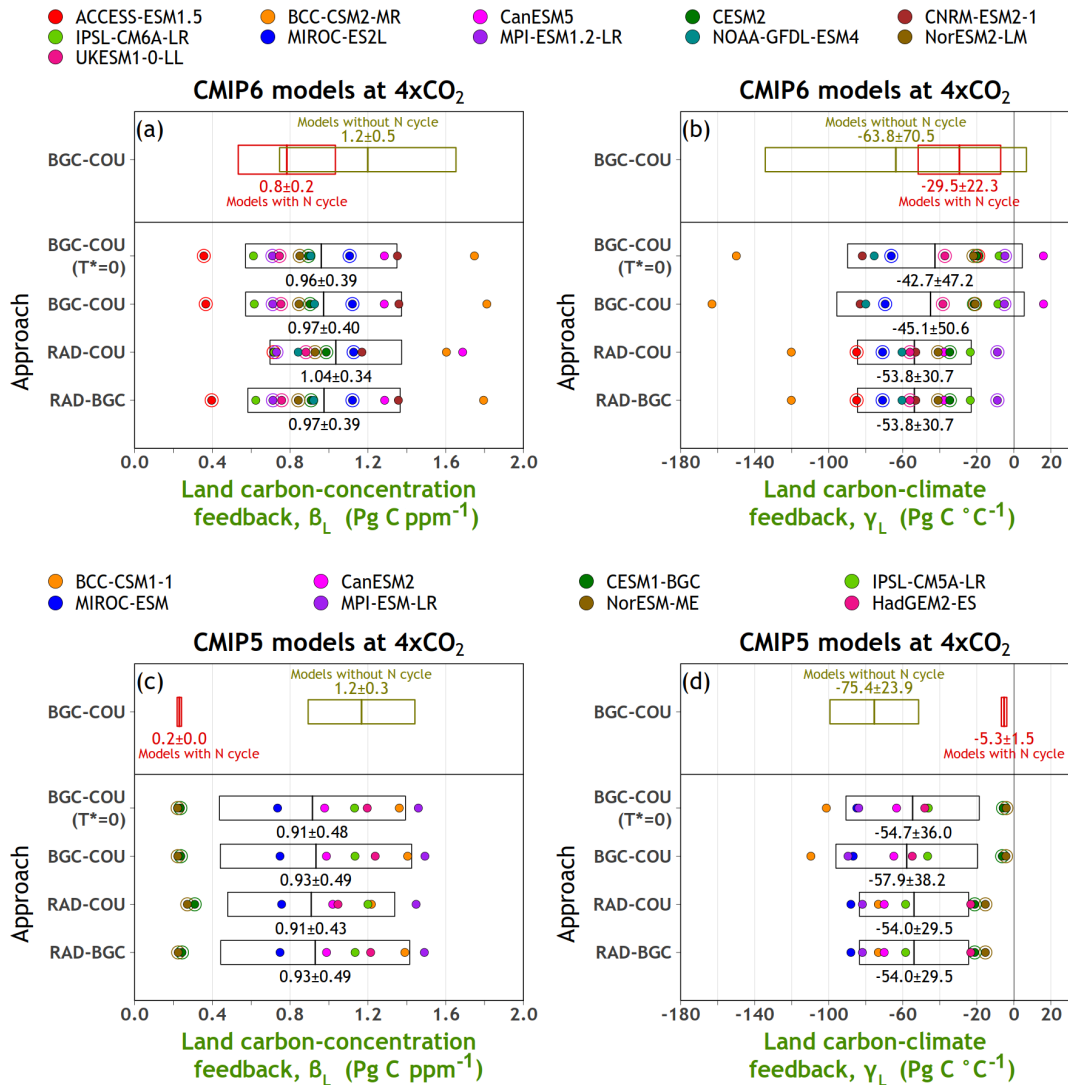 ACCESS-ESM1.5 BCC-CSM2-MR CanESM5 CESM2 CNRM-ESM2-1
IPSL-CM6A-LR MIROC-ES2L MPI-ESM1.2-LR NOAA-GFDL-ESM4 NorESM2-LM
UKESM1-0-LL
CMIP6 models at 4xCO₂
(a)
Models without N cycle
1.2±0.5
BGC-COU
0.8±0.2
Models with N cycle
BGC-COU
(T*=0)
0.96±0.39
BGC-COU
0.97±0.40
RAD-COU
1.04±0.34
RAD-BGC
0.97±0.39
Approach
0.0 0.4 0.8 1.2 1.6 2.0
Land carbon-concentration
feedback, β_L (Pg C ppm⁻¹)
CMIP6 models at 4xCO₂
(b)
Models without N cycle
-63.8±70.5
BGC-COU
-29.5±22.3
Models with N cycle
BGC-COU
(T*=0)
-42.7±47.2
BGC-COU
-45.1±50.6
RAD-COU
-53.8±30.7
RAD-BGC
-53.8±30.7
Approach
-180 -140 -100 -60 -20 0 20
Land carbon-climate
feedback, γ_L (Pg C °C⁻¹)
BCC-CSM1-1 CanESM2 CESM1-BGC IPSL-CM5A-LR
MIROC-ESM MPI-ESM-LR NorESM-ME HadGEM2-ES
CMIP5 models at 4xCO₂
(c)
Models without N cycle
1.2±0.3
BGC-COU
0.2±0.0
Models with N cycle
BGC-COU
(T*=0)
0.91±0.48
BGC-COU
0.93±0.49
RAD-COU
0.91±0.43
RAD-BGC
0.93±0.49
Approach
0.0 0.4 0.8 1.2 1.6 2.0
Land carbon-concentration
feedback, β_L (Pg C ppm⁻¹)
CMIP5 models at 4xCO₂
(d)
Models without N cycle
-75.4±23.9
BGC-COU
-5.3±1.5
Models with N cycle
BGC-COU
(T*=0)
-54.7±36.0
BGC-COU
-57.9±38.2
RAD-COU
-54.0±29.5
RAD-BGC
-54.0±29.5
Approach
-180 -140 -100 -60 -20 0 20
Land carbon-climate
feedback, γ_L (Pg C °C⁻¹)